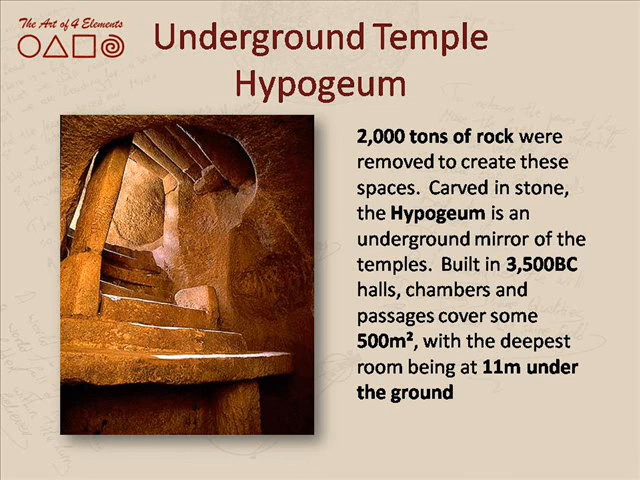 The Art of 4 Elements
Underground Temple
Hypogeum
2,000 tons of rock were
removed to create these
spaces. Carved in stone,
the Hypogeum is an
underground mirror of the
temples. Built in 3,500BC
halls, chambers and
passages cover some
500m², with the deepest
room being at 11m under
the ground